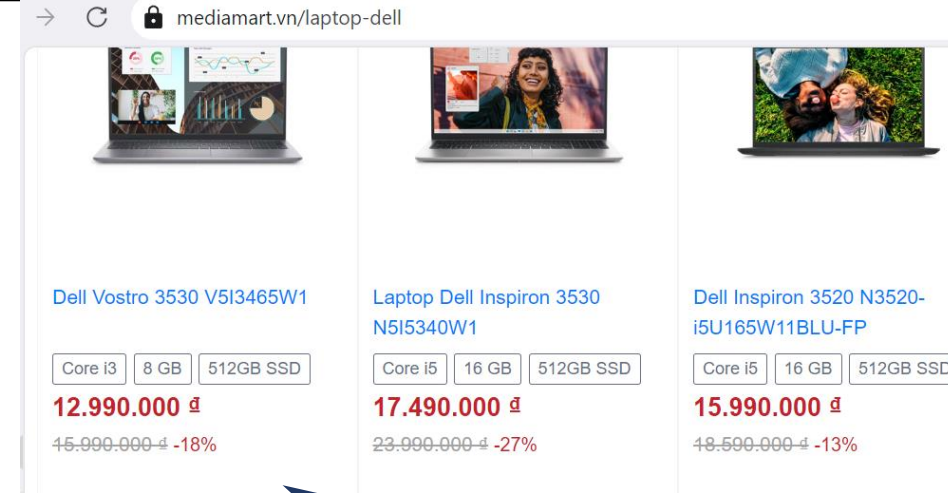 mediamart.vn/laptop-dell
Dell Vostro 3530 V5I3465W1
Core i3 8 GB 512GB SSD
12.990.000 ₫
15.990.000 ₫ -18%
Laptop Dell Inspiron 3530
N5I5340W1
Core i5 16 GB 512GB SSD
17.490.000 ₫
23.990.000 ₫ -27%
Dell Inspiron 3520 N3520-
i5U165W11BLU-FP
Core i5 16 GB 512GB SSD
15.990.000 ₫
18.590.000 ₫ -13%